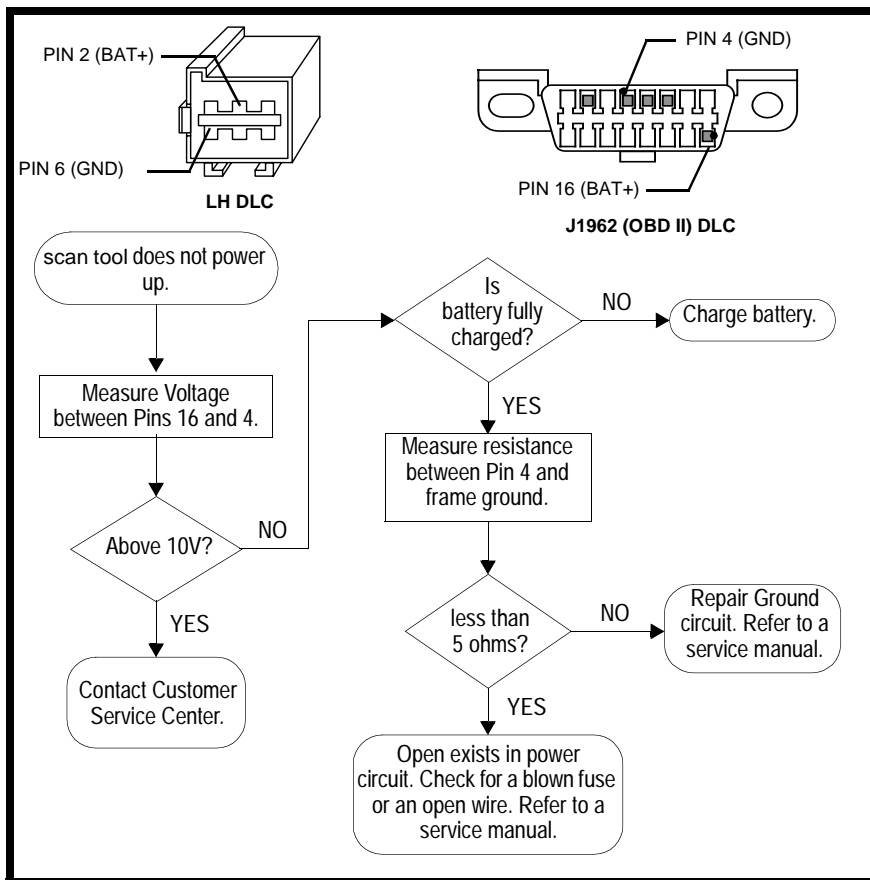 PIN 2 (BAT+)
PIN 6 (GND)
LH DLC
PIN 4 (GND)
PIN 16 (BAT+)
J1962 (OBD II) DLC
scan tool does not power
up.
Measure Voltage
between Pins 16 and 4.
Above 10V?
NO
YES
Contact Customer
Service Center.
Is
battery fully
charged?
NO
Charge battery.
YES
Measure resistance
between Pin 4 and
frame ground.
less than
5 ohms?
NO
Repair Ground
circuit. Refer to a
service manual.
YES
Open exists in power
circuit. Check for a blown fuse
or an open wire. Refer to a
service manual.